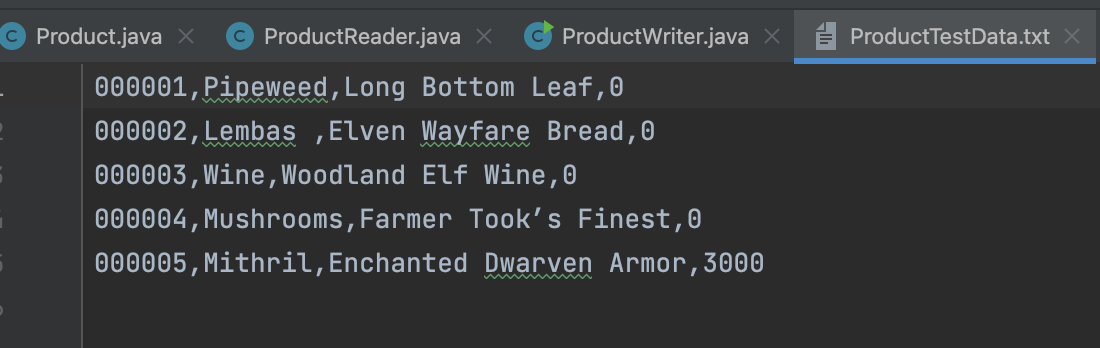 Product.java ProductReader.java ProductWriter.java ProductTestData.txt
000001,Pipeweed,Long Bottom Leaf,0
000002,Lembas ,Elven Wayfare Bread,0
000003,Wine,Woodland Elf Wine,0
000004,Mushrooms,Farmer Took’s Finest,0
000005,Mithril,Enchanted Dwarven Armor,3000